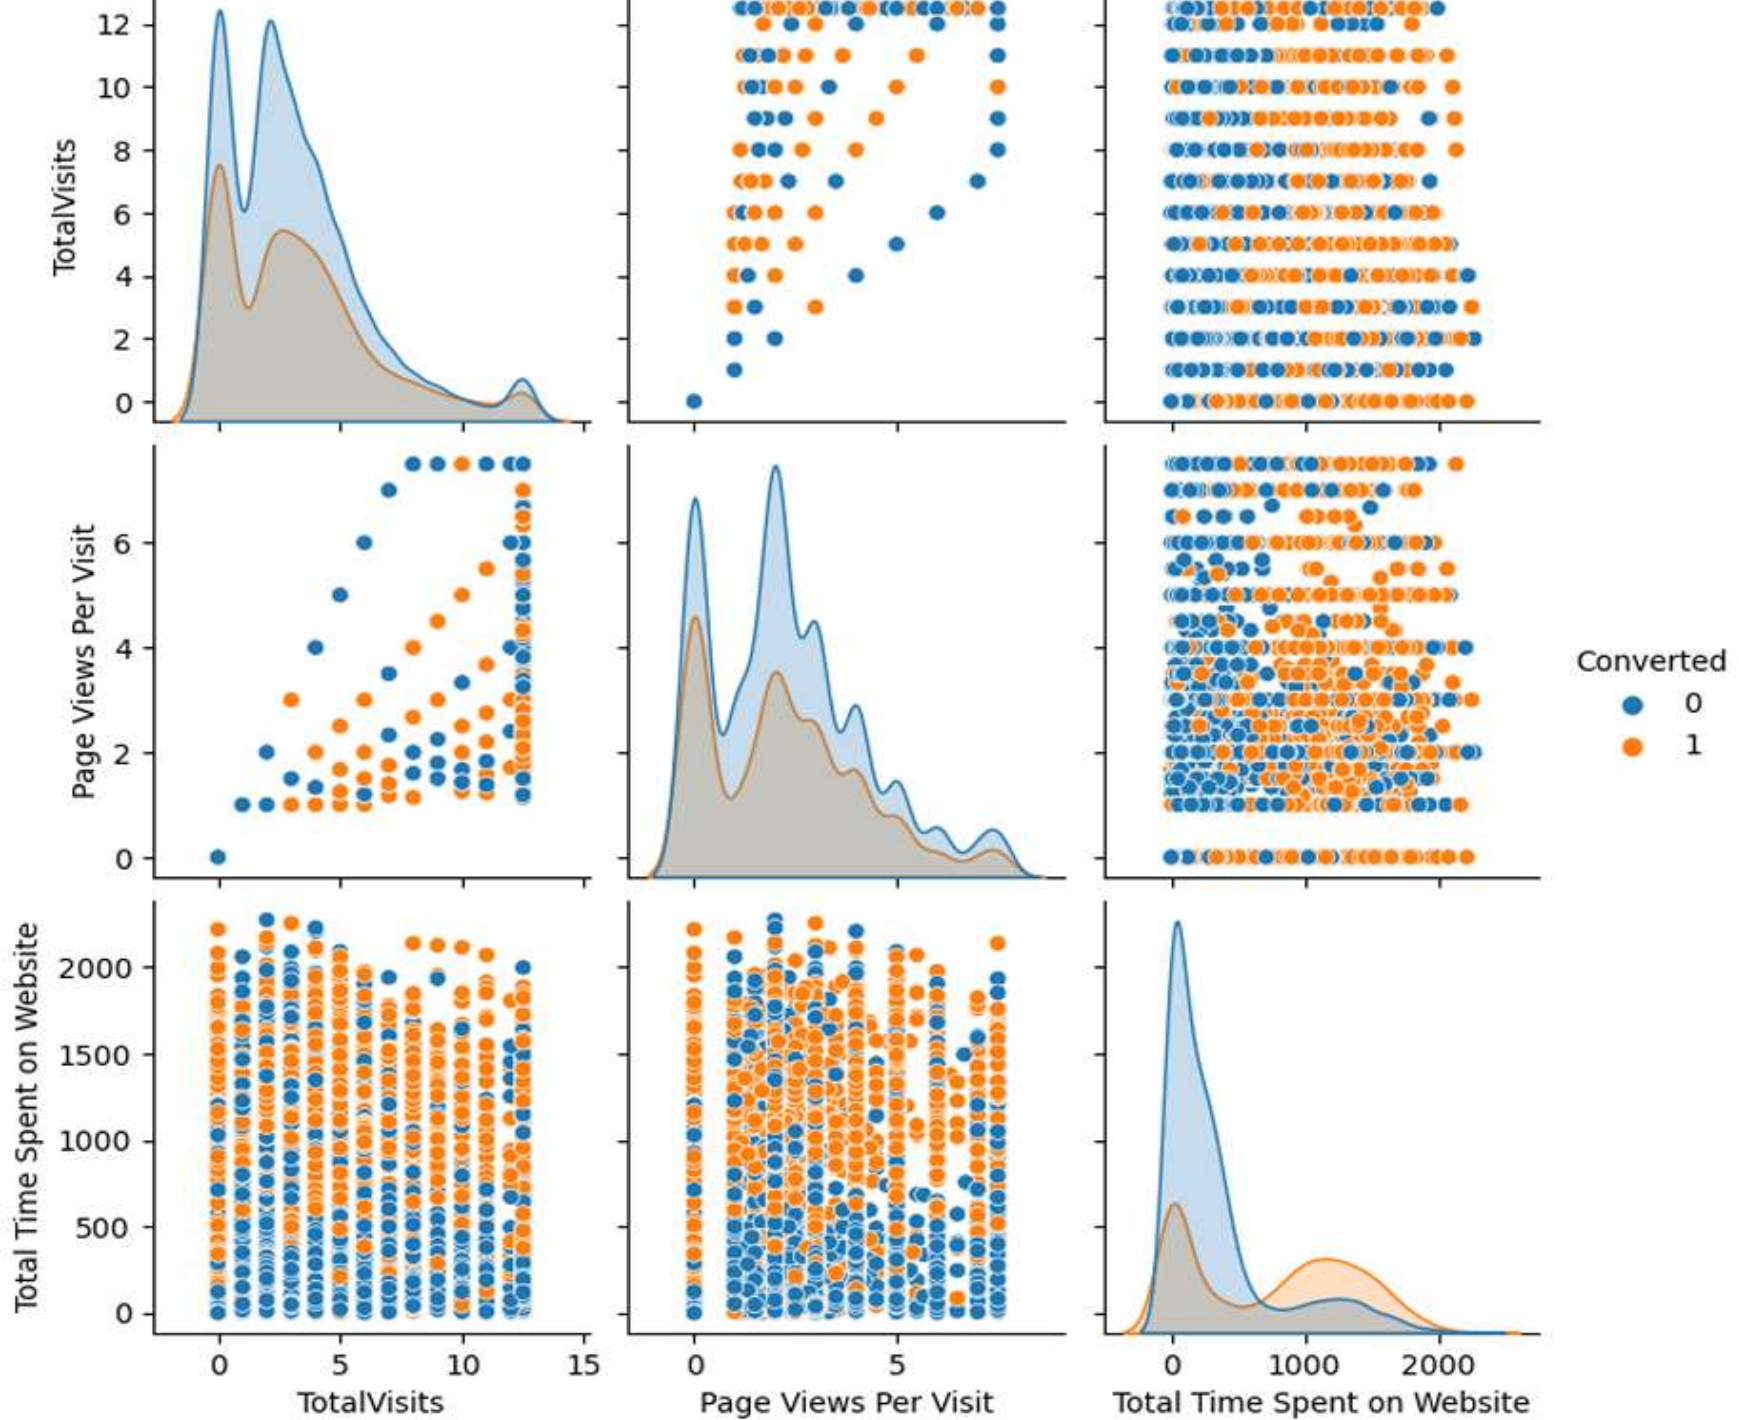 12
10
8
6
4
2
0
TotalVisits
6
4
2
0
Page Views Per Visit
Converted
0
1
2000
1500
1000
500
0
Total Time Spent on Website
0 5 10 15
0 5
0 1000 2000
TotalVisits
Page Views Per Visit
Total Time Spent on Website